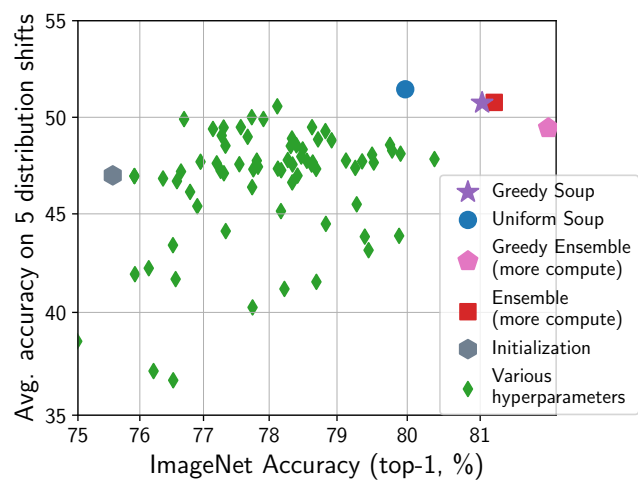 55
50
45
40
35
Avg. accuracy on 5 distribution shifts
75
76
77
78
79
80
81
ImageNet Accuracy (top-1, %)
Greedy Soup
Uniform Soup
Greedy Ensemble
(more compute)
Ensemble
(more compute)
Initialization
Various
hyperparameters